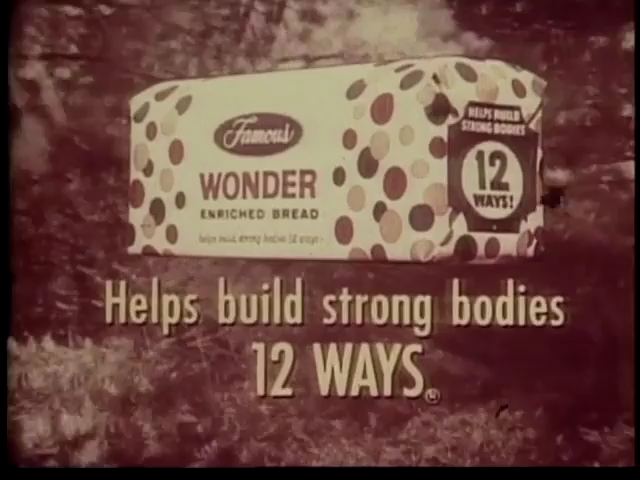 Famous
WONDER
ENRICHED BREAD
helps build strong bodies 12 ways
HELPS BUILD
STRONG BODIES
12
WAYS!
Helps build strong bodies
12 WAYS®